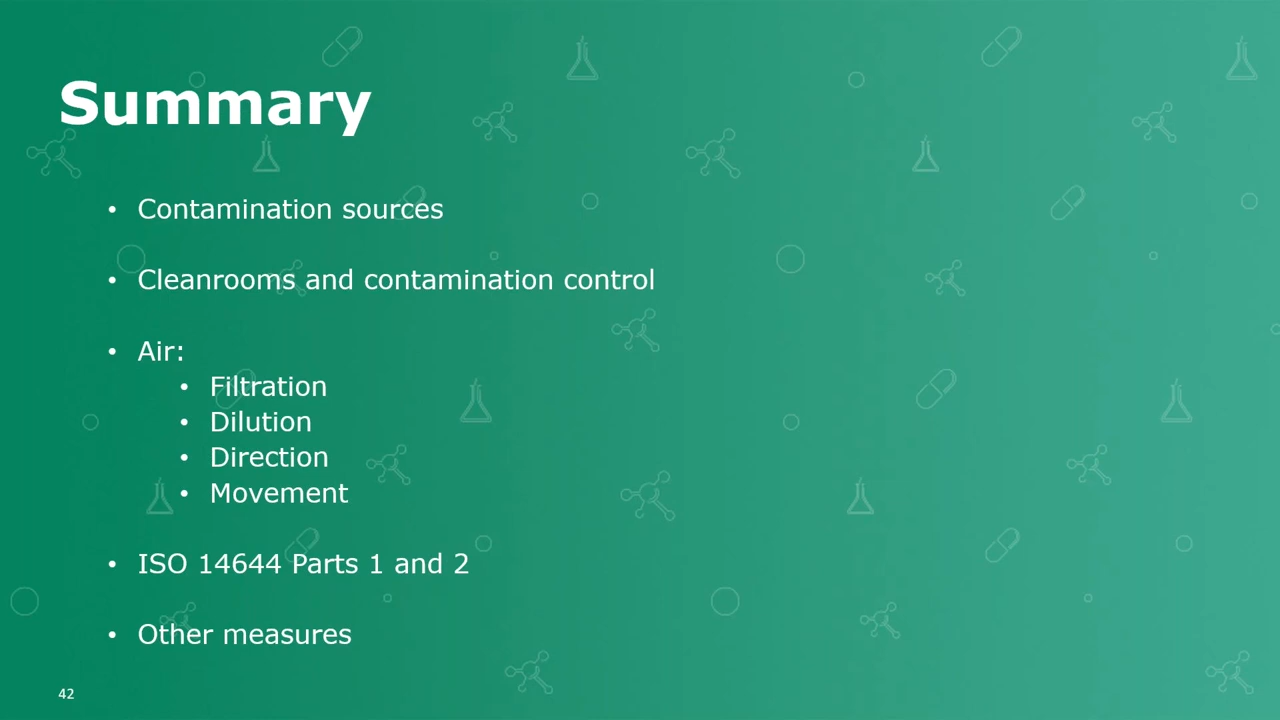 Summary
• Contamination sources
• Cleanrooms and contamination control
• Air:
• Filtration
• Dilution
• Direction
• Movement
• ISO 14644 Parts 1 and 2
• Other measures
42